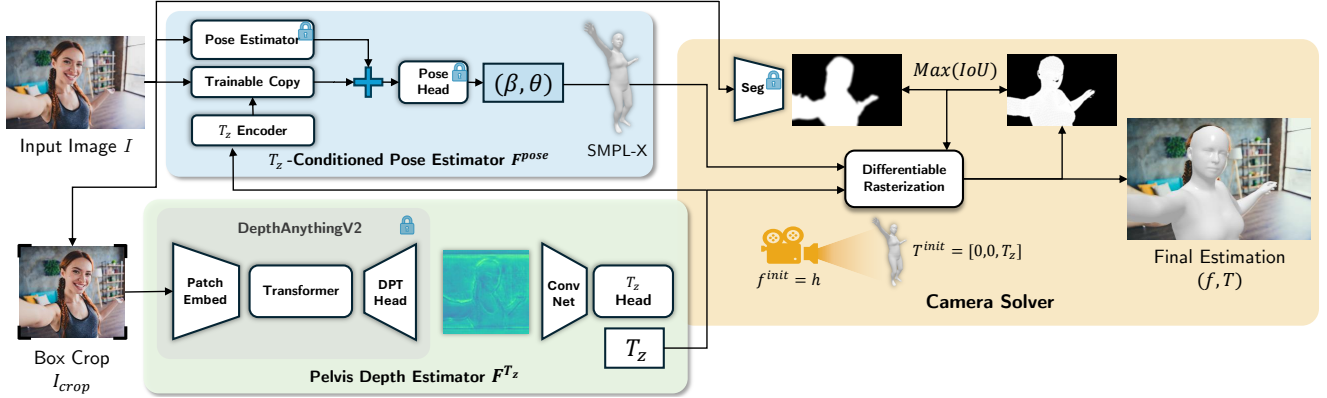 Input Image I
Pose Estimator
Trainable Copy
T_z Encoder
Pose
Head
(β, θ)
SMPL-X
T_z -Conditioned Pose Estimator F^{pose}
Box Crop
I_{crop}
DepthAnythingV2
Patch
Embed
Transformer
DPT
Head
Conv
Net
T_z
Head
T_z
Pelvis Depth Estimator F^{T_z}
Seg
Max(IoU)
Differentiable
Rasterization
f^{init} = h
T^{init} = [0,0,T_z]
Camera Solver
Final Estimation
(f, T)